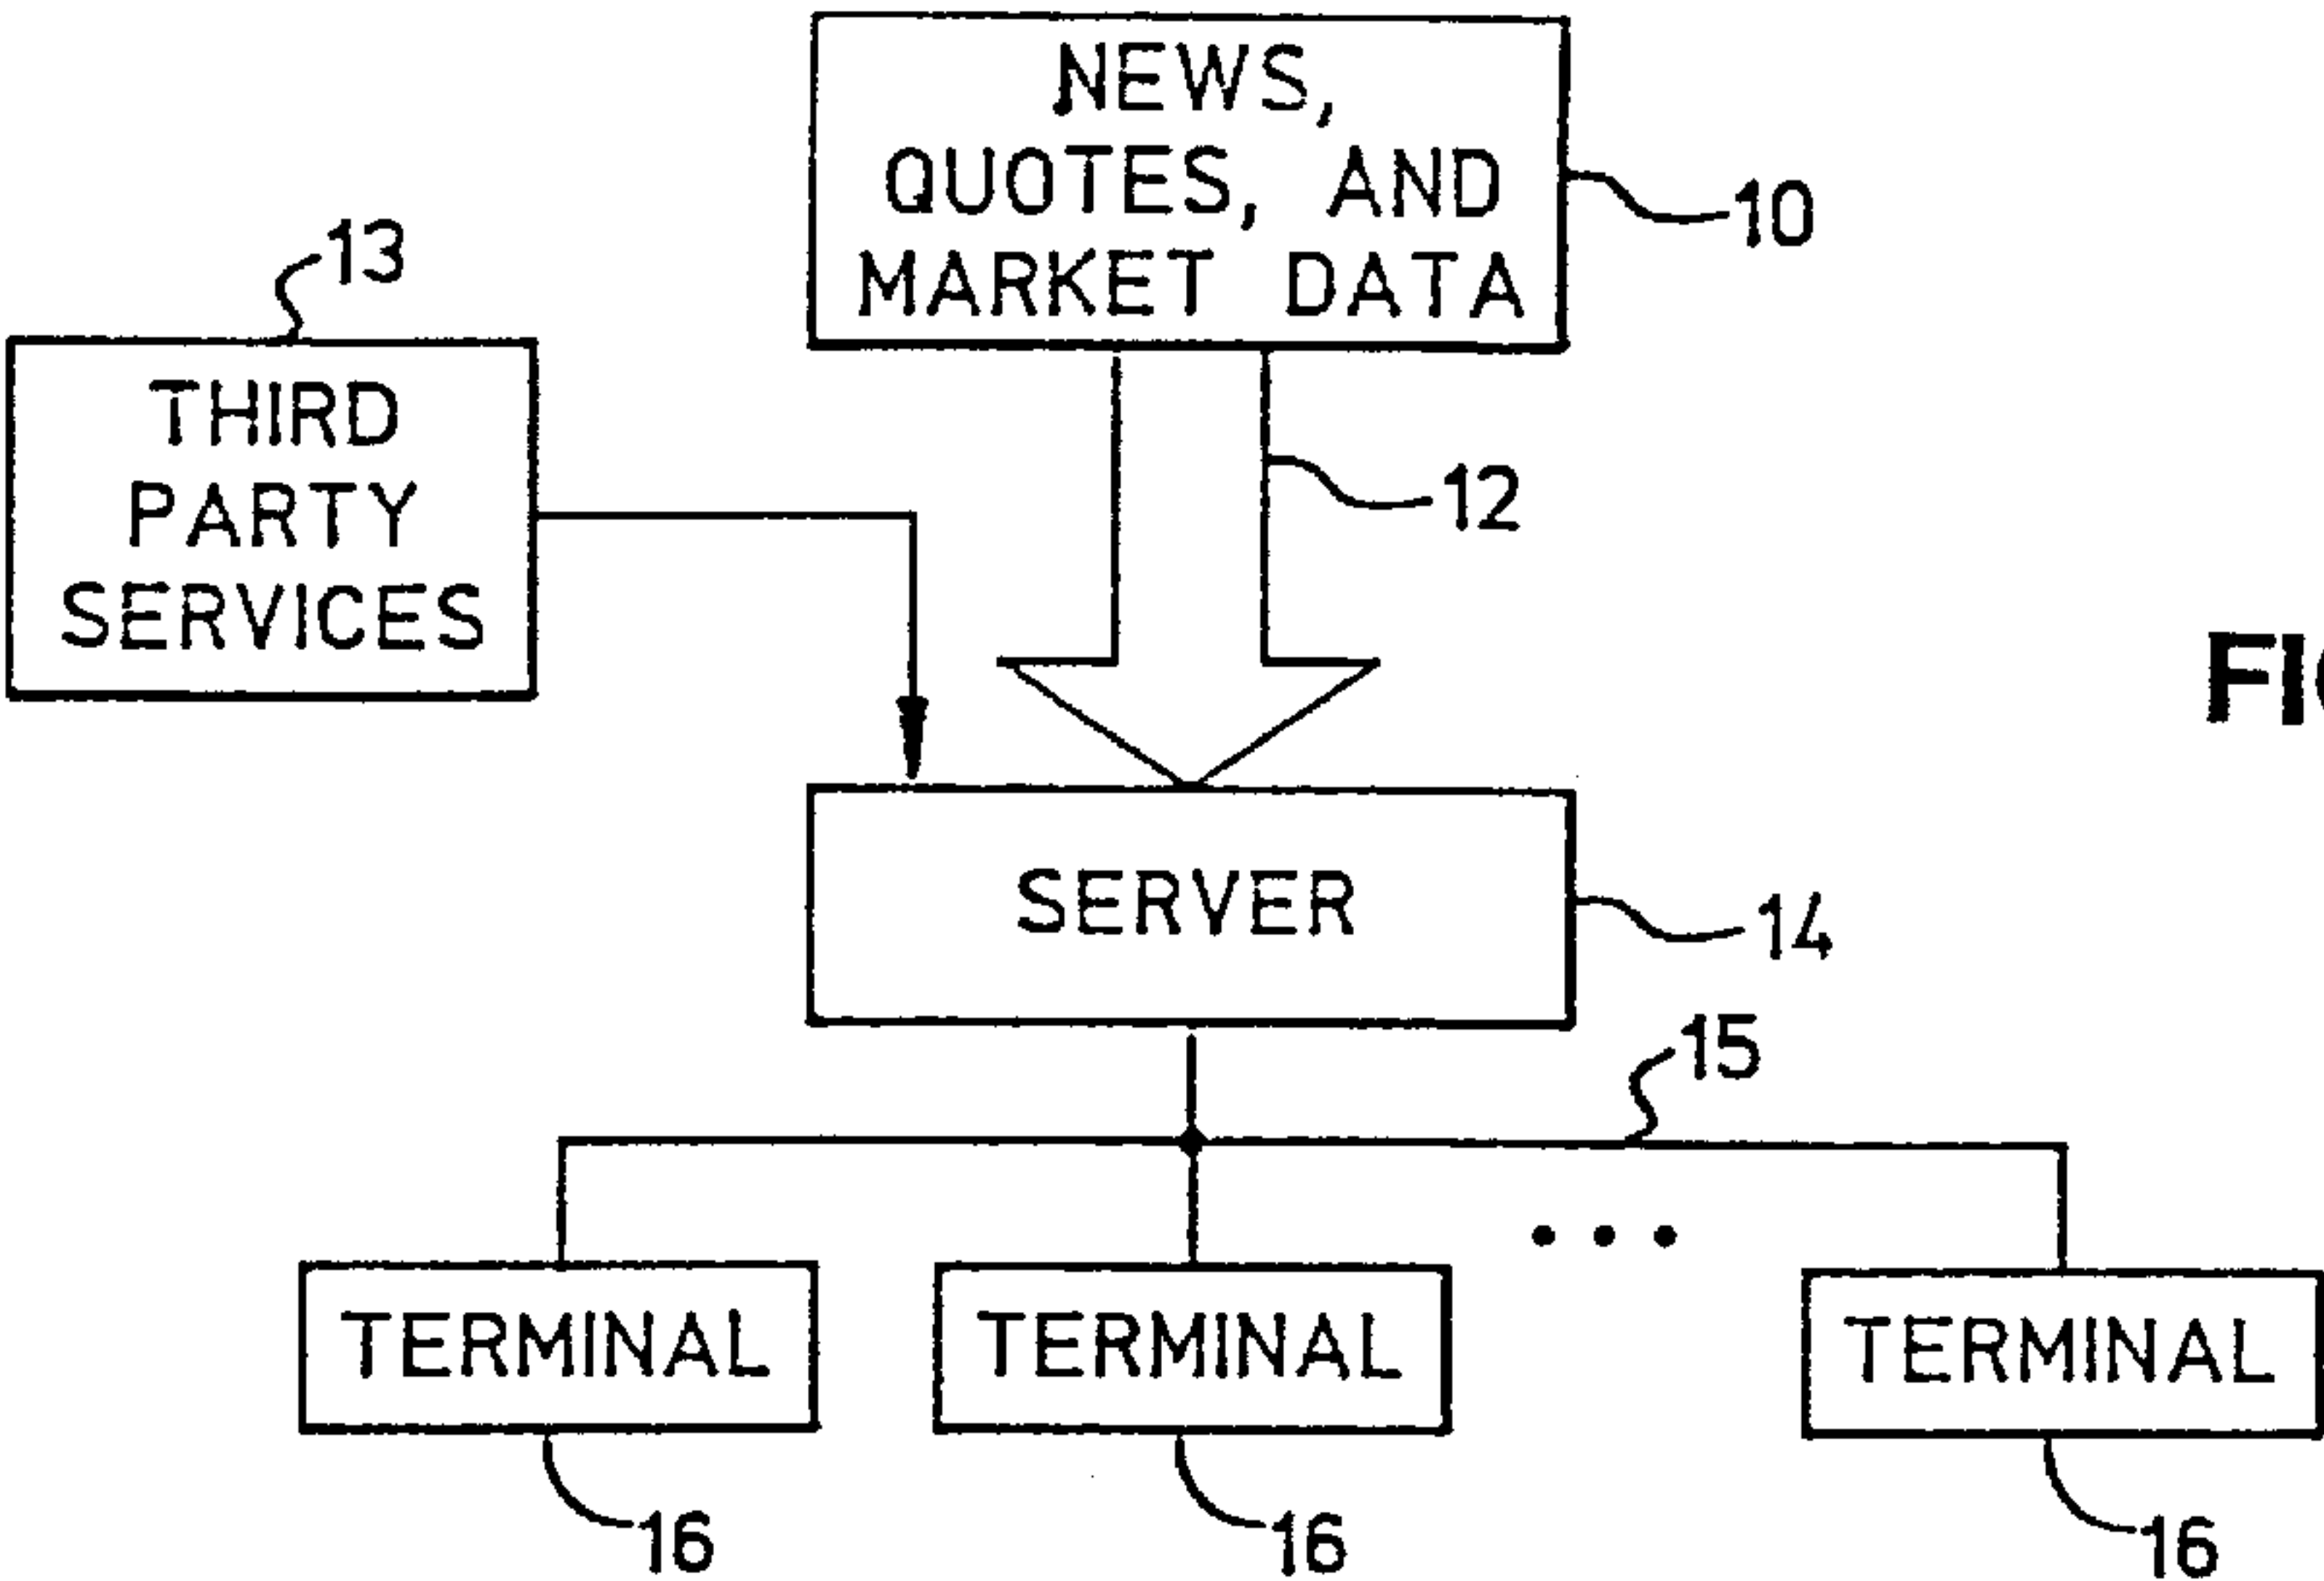 NEWS,
QUOTES, AND
MARKET DATA
10
13
THIRD
PARTY
SERVICES
12
SERVER
14
15
TERMINAL
TERMINAL
TERMINAL
16
16
16